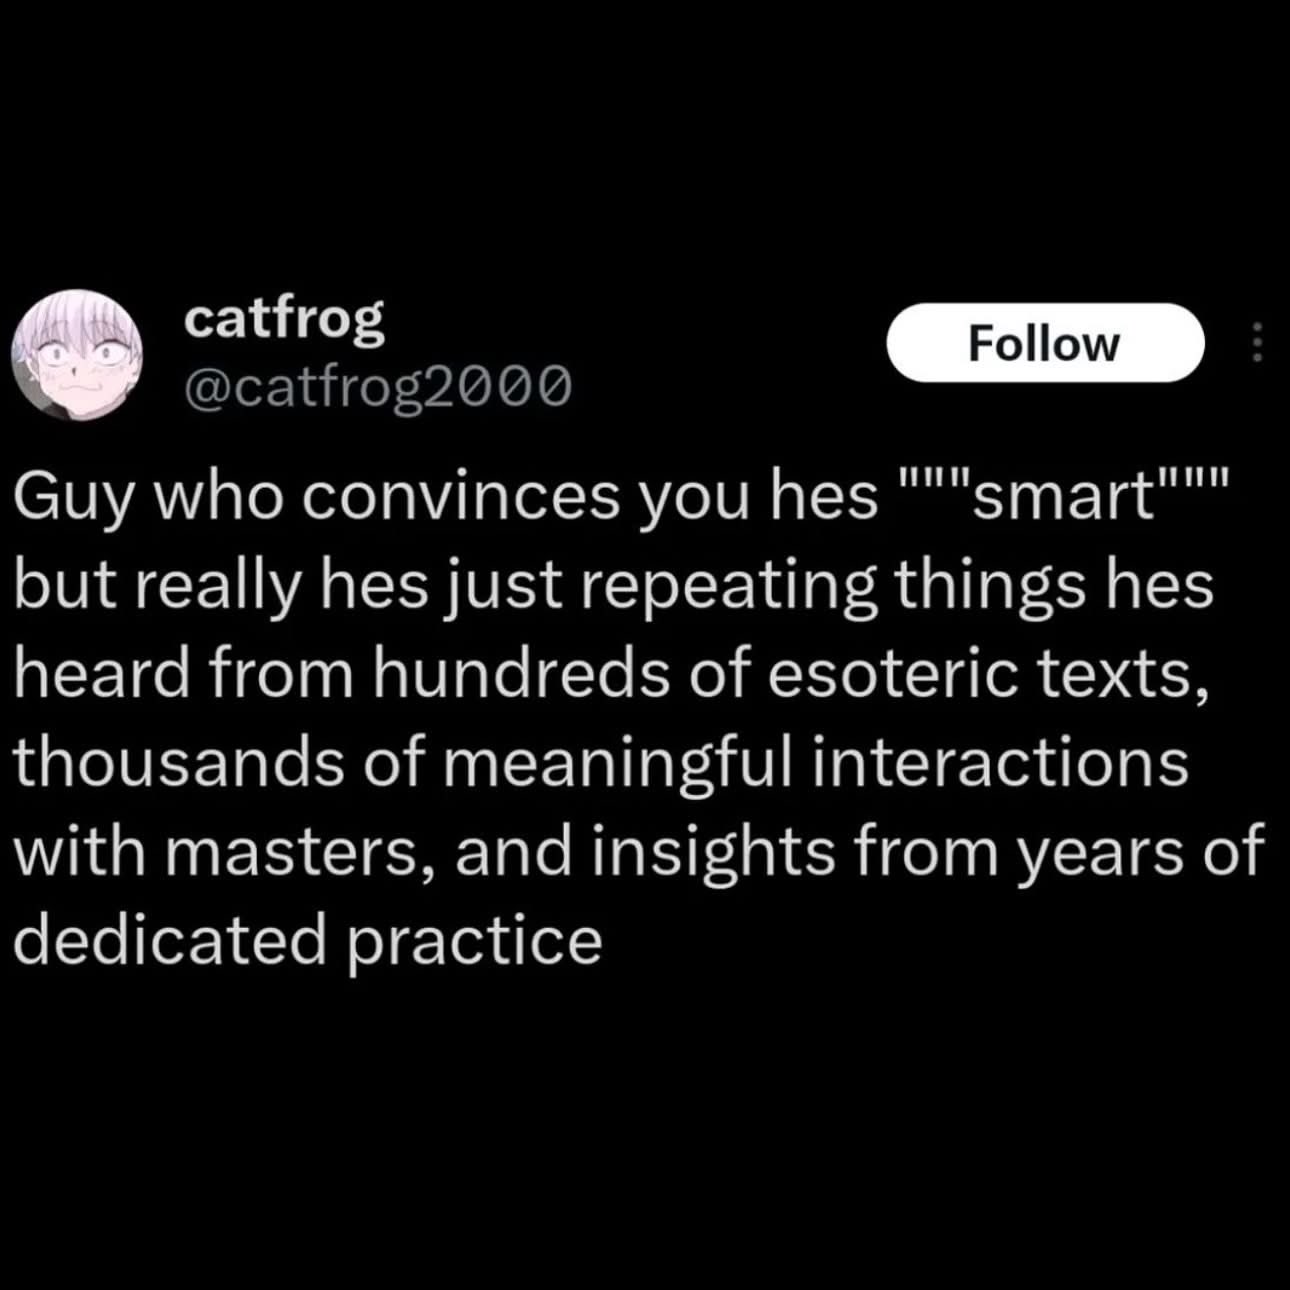 catfrog
@catfrog2000
Follow
Guy who convinces you hes """smart"""
but really hes just repeating things hes
heard from hundreds of esoteric texts,
thousands of meaningful interactions
with masters, and insights from years of
dedicated practice